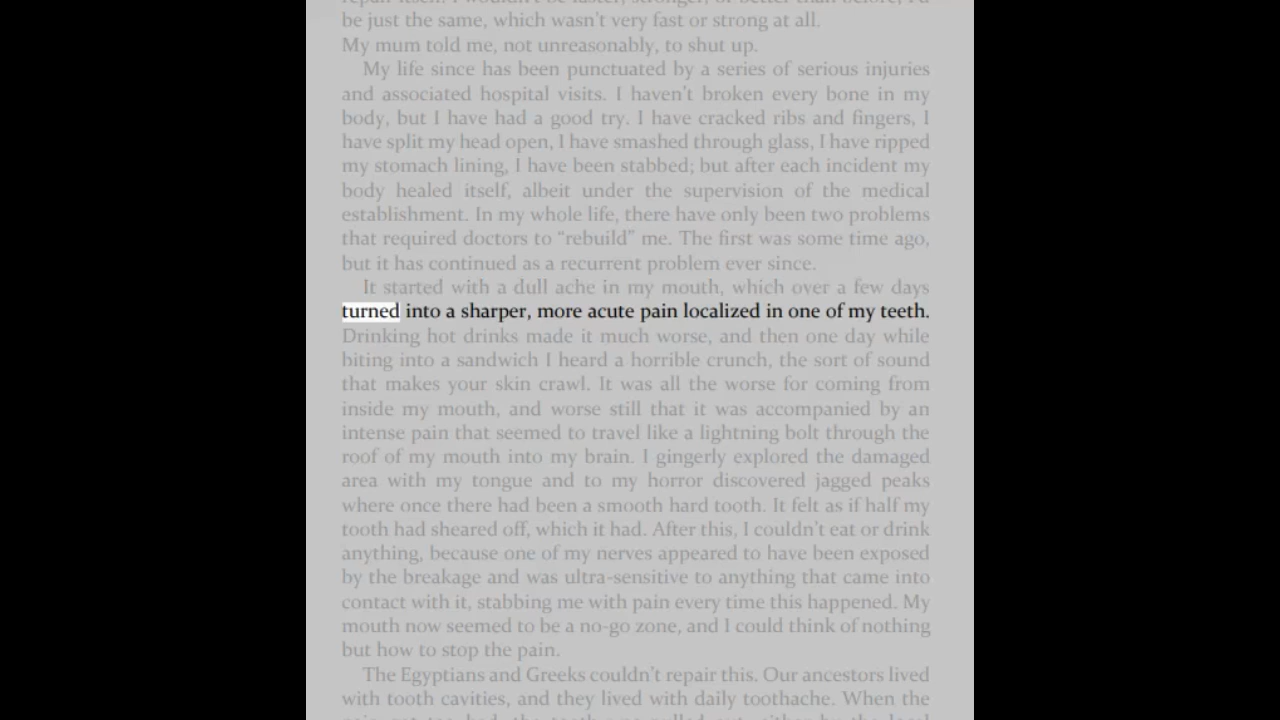 be just the same, which wasn't very fast or strong at all.
My mum told me, not unreasonably, to shut up.
My life since has been punctuated by a series of serious injuries
and associated hospital visits. I haven't broken every bone in my
body, but I have had a good try. I have cracked ribs and fingers, I
have split my head open, I have smashed through glass, I have ripped
my stomach lining, I have been stabbed; but after each incident my
body healed itself, albeit under the supervision of the medical
establishment. In my whole life, there have only been two problems
that required doctors to “rebuild” me. The first was some time ago,
but it has continued as a recurrent problem ever since.
It started with a dull ache in my mouth, which over a few days
turned into a sharper, more acute pain localized in one of my teeth.
Drinking hot drinks made it much worse, and then one day while
biting into a sandwich I heard a horrible crunch, the sort of sound
that makes your skin crawl. It was all the worse for coming from
inside my mouth, and worse still that it was accompanied by an
intense pain that seemed to travel like a lightning bolt through the
roof of my mouth into my brain. I gingerly explored the damaged
area with my tongue and to my horror discovered jagged peaks
where once there had been a smooth hard tooth. It felt as if half my
tooth had sheared off, which it had. After this, I couldn't eat or drink
anything, because one of my nerves appeared to have been exposed
by the breakage and was ultra-sensitive to anything that came into
contact with it, stabbing me with pain every time this happened. My
mouth now seemed to be a no-go zone, and I could think of nothing
but how to stop the pain.
The Egyptians and Greeks couldn't repair this. Our ancestors lived
with tooth cavities, and they lived with daily toothache. When the